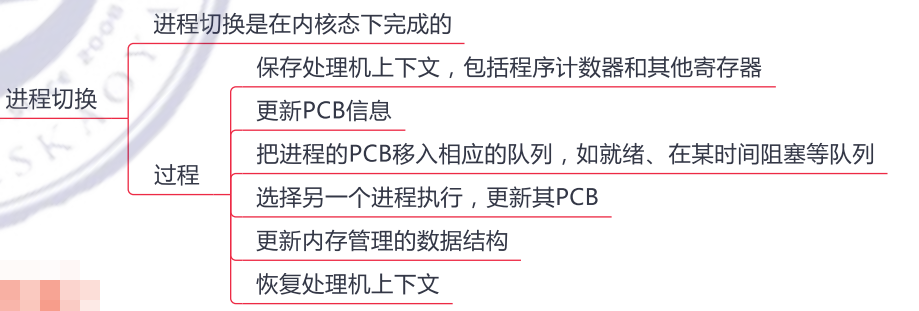 进程切换是在内核态下完成的
保存处理机上下文，包括程序计数器和其他寄存器
进程切换
更新PCB信息
把进程的PCB移入相应的队列，如就绪、在某时间阻塞等队列
过程
选择另一个进程执行，更新其PCB
更新内存管理的数据结构
恢复处理机上下文